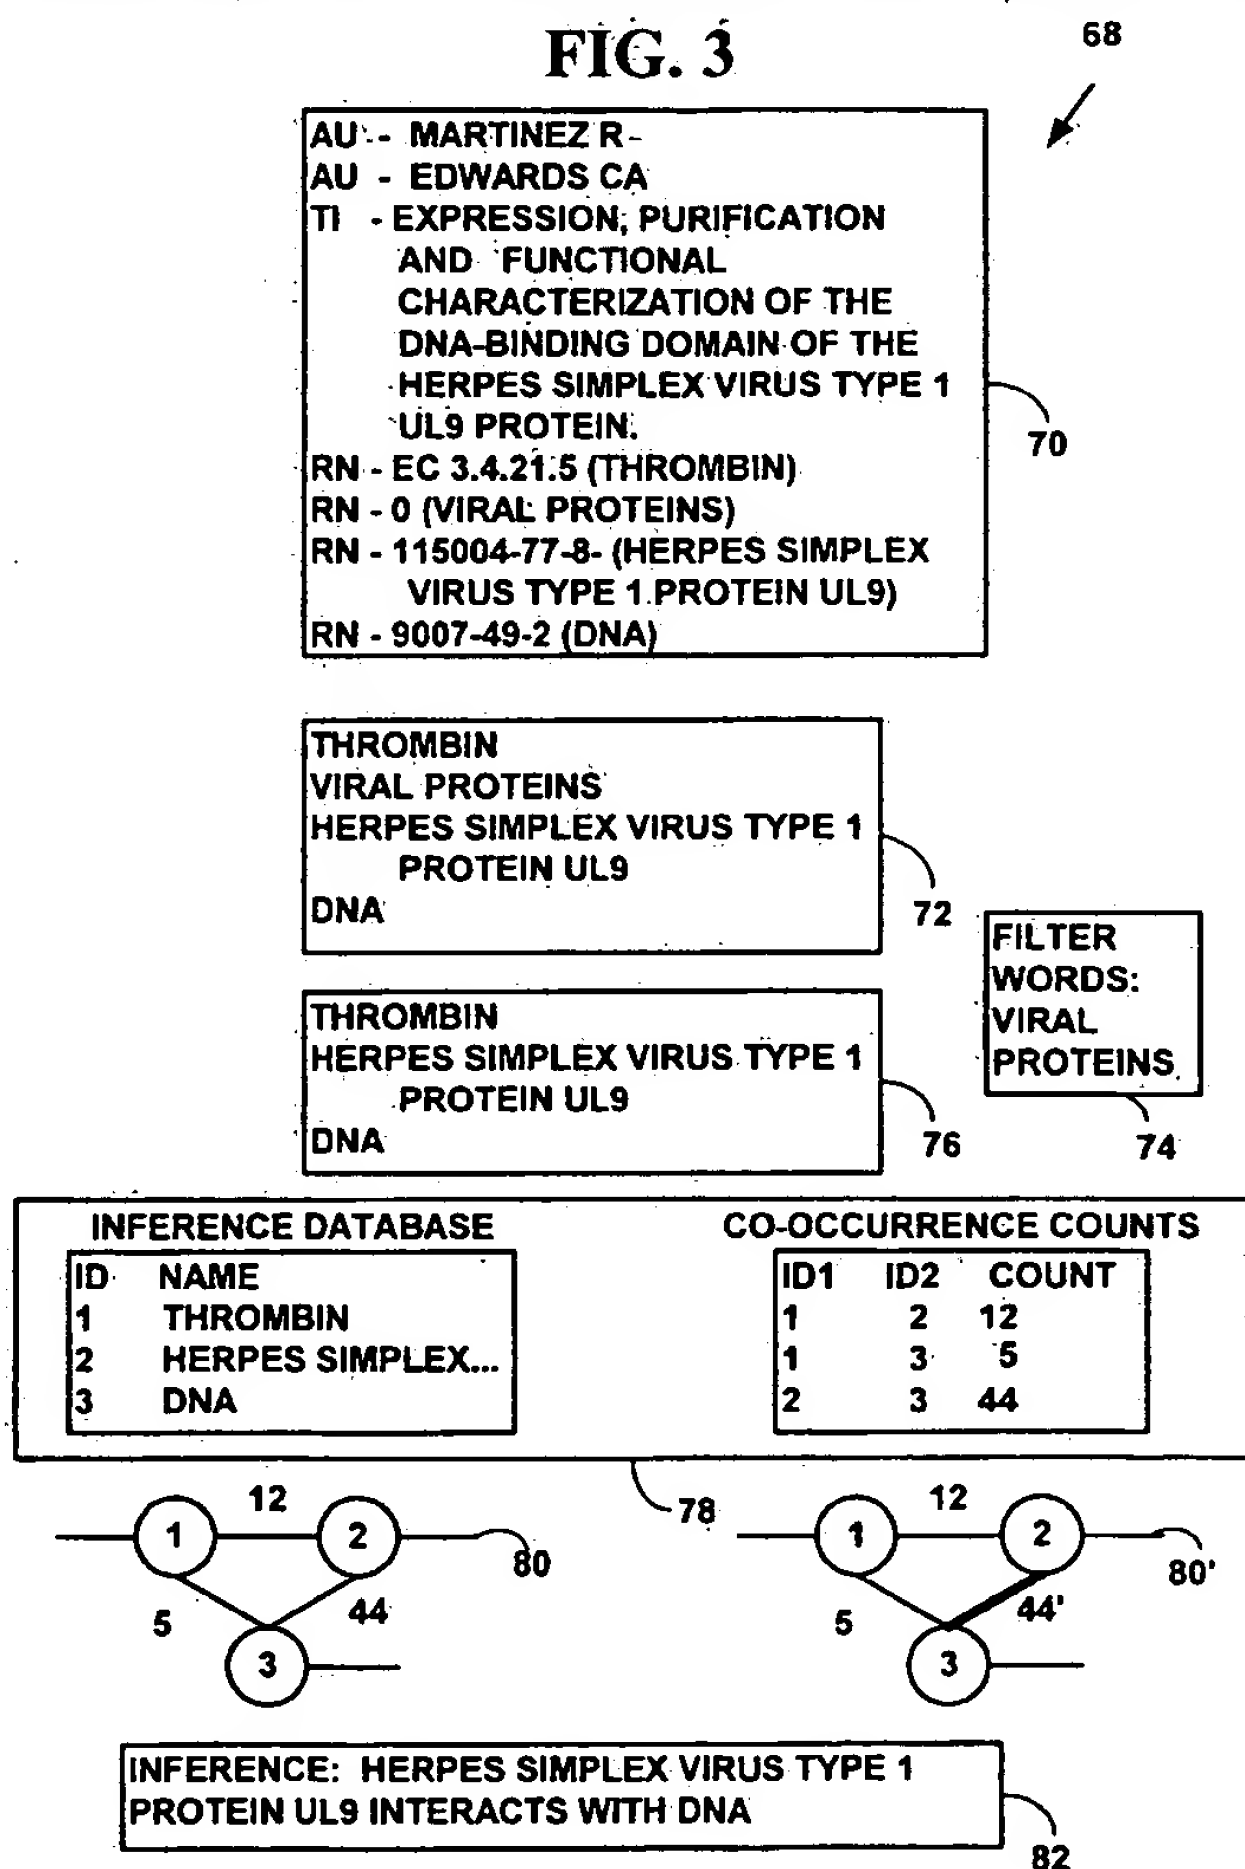 FIG. 3
68
AU - MARTINEZ R
AU - EDWARDS CA
TI - EXPRESSION, PURIFICATION
AND FUNCTIONAL
CHARACTERIZATION OF THE
DNA-BINDING DOMAIN OF THE
HERPES SIMPLEX VIRUS TYPE 1
UL9 PROTEIN.
RN - EC 3.4.21.5 (THROMBIN)
RN - 0 (VIRAL PROTEINS)
RN - 115004-77-8- (HERPES SIMPLEX
VIRUS TYPE 1 PROTEIN UL9)
RN - 9007-49-2 (DNA)
70
THROMBIN
VIRAL PROTEINS
HERPES SIMPLEX VIRUS TYPE 1
PROTEIN UL9
DNA
72
FILTER
WORDS:
VIRAL
PROTEINS
74
THROMBIN
HERPES SIMPLEX VIRUS TYPE 1
PROTEIN UL9
DNA
76
INFERENCE DATABASE
ID NAME
1 THROMBIN
2 HERPES SIMPLEX...
3 DNA
CO-OCCURRENCE COUNTS
ID1 ID2 COUNT
1 2 12
1 3 5
2 3 44
78
12
1 2
80
5 44
3
12
1 2
80'
5 44'
3
INFERENCE: HERPES SIMPLEX VIRUS TYPE 1
PROTEIN UL9 INTERACTS WITH DNA
82